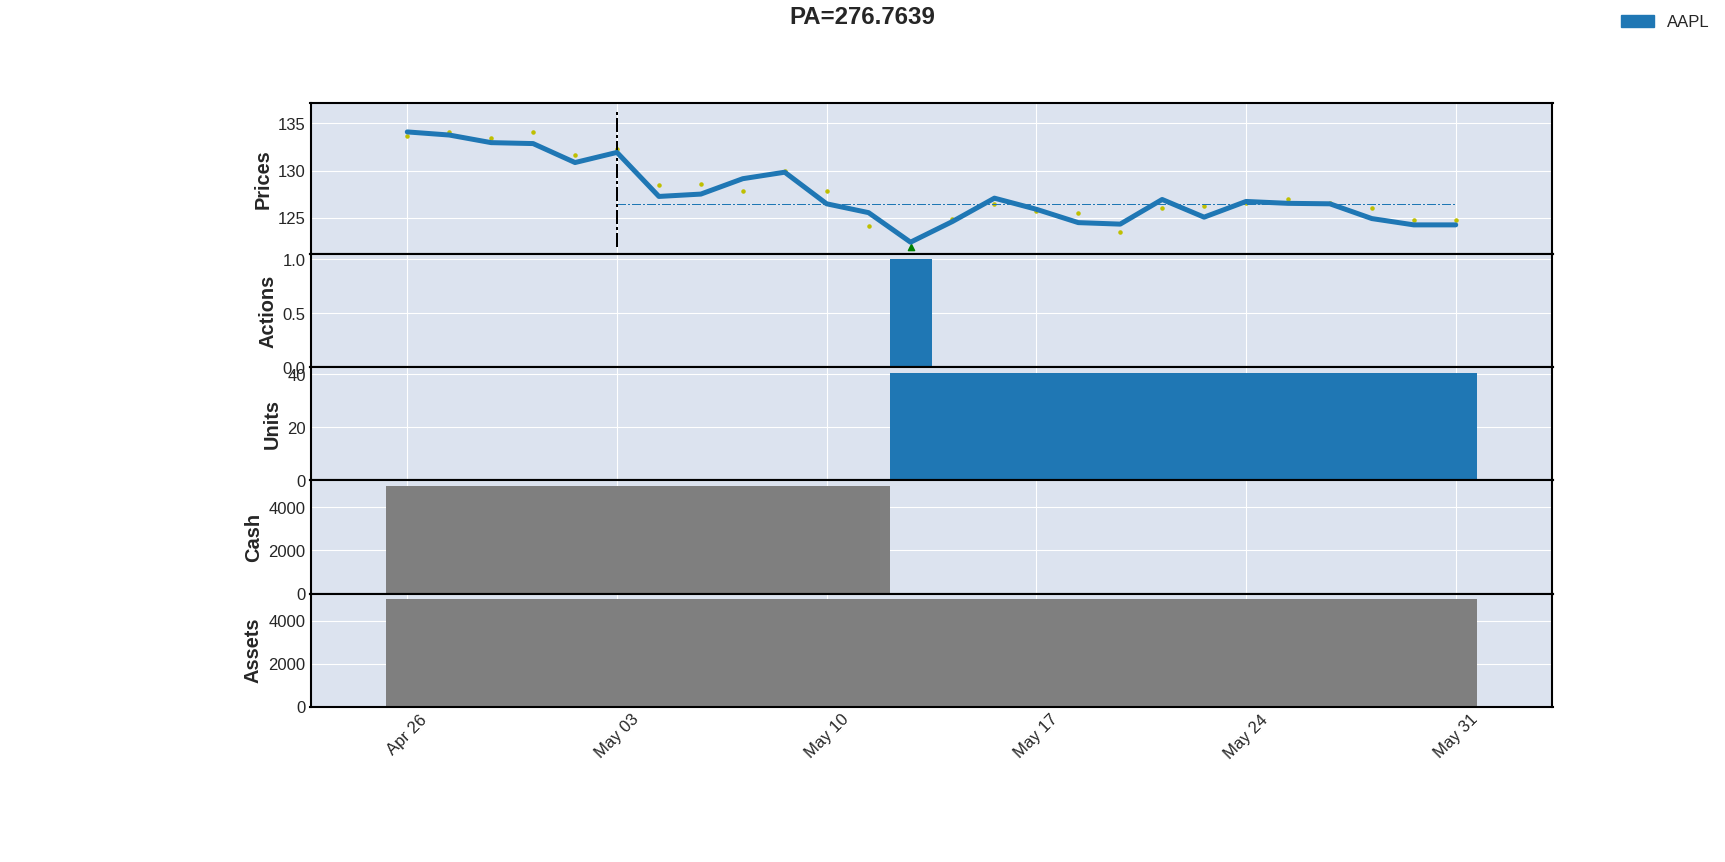 PA=276.7639
AAPL
Prices
135
130
125
Actions
1.0
0.5
0.0
Units
40
20
0
Cash
4000
2000
0
Assets
4000
2000
0
Apr 26
May 03
May 10
May 17
May 24
May 31